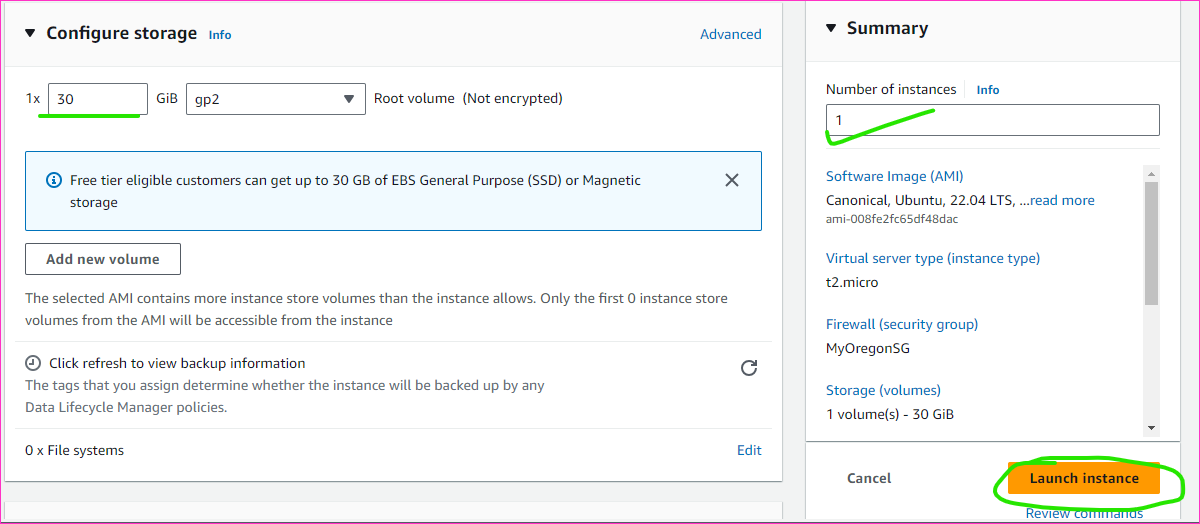 Configure storage Info
Advanced
1x 30 GiB gp2 Root volume (Not encrypted)
Free tier eligible customers can get up to 30 GB of EBS General Purpose (SSD) or Magnetic
storage
Add new volume
The selected AMI contains more instance store volumes than the instance allows. Only the first 0 instance store
volumes from the AMI will be accessible from the instance
Click refresh to view backup information
The tags that you assign determine whether the instance will be backed up by any
Data Lifecycle Manager policies.
0 x File systems
Edit
Summary
Number of instances Info
1
Software Image (AMI)
Canonical, Ubuntu, 22.04 LTS, ...read more
ami-008fe2fc65df48dac
Virtual server type (instance type)
t2.micro
Firewall (security group)
MyOregonSG
Storage (volumes)
1 volume(s) - 30 GiB
Cancel
Launch instance
Review commands